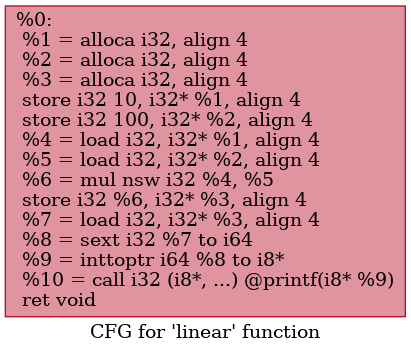 %0:
%1 = alloca i32, align 4
%2 = alloca i32, align 4
%3 = alloca i32, align 4
store i32 10, i32* %1, align 4
store i32 100, i32* %2, align 4
%4 = load i32, i32* %1, align 4
%5 = load i32, i32* %2, align 4
%6 = mul nsw i32 %4, %5
store i32 %6, i32* %3, align 4
%7 = load i32, i32* %3, align 4
%8 = sext i32 %7 to i64
%9 = inttoptr i64 %8 to i8*
%10 = call i32 (i8*, ...) @printf(i8* %9)
ret void
CFG for 'linear' function